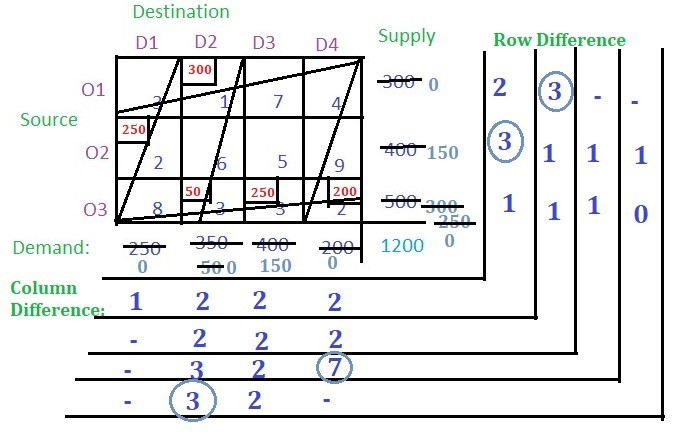 Destination
D1 D2 D3 D4 Supply Row Difference
300
O1 3 1 7 4 300 0 2 3 - -
Source
250
O2 2 6 5 9 400 150 3 1 1 1
50 250 200
O3 8 3 3 2 500 300 1 1 1 0
250
Demand: 250 350 400 200 1200 0
0 50 0 150 0
Column
Difference: 1 2 2 2
- 2 2 2
- 3 2 7
- 3 2 -